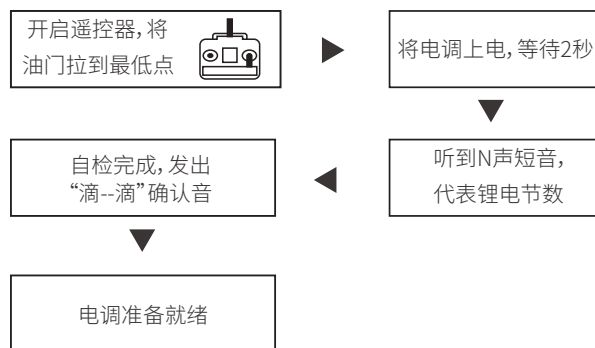 开启遥控器，将
油门拉到最低点
将电调上电，等待2秒
听到N声短音，
代表锂电节数
自检完成，发出
“滴--滴”确认音
电调准备就绪